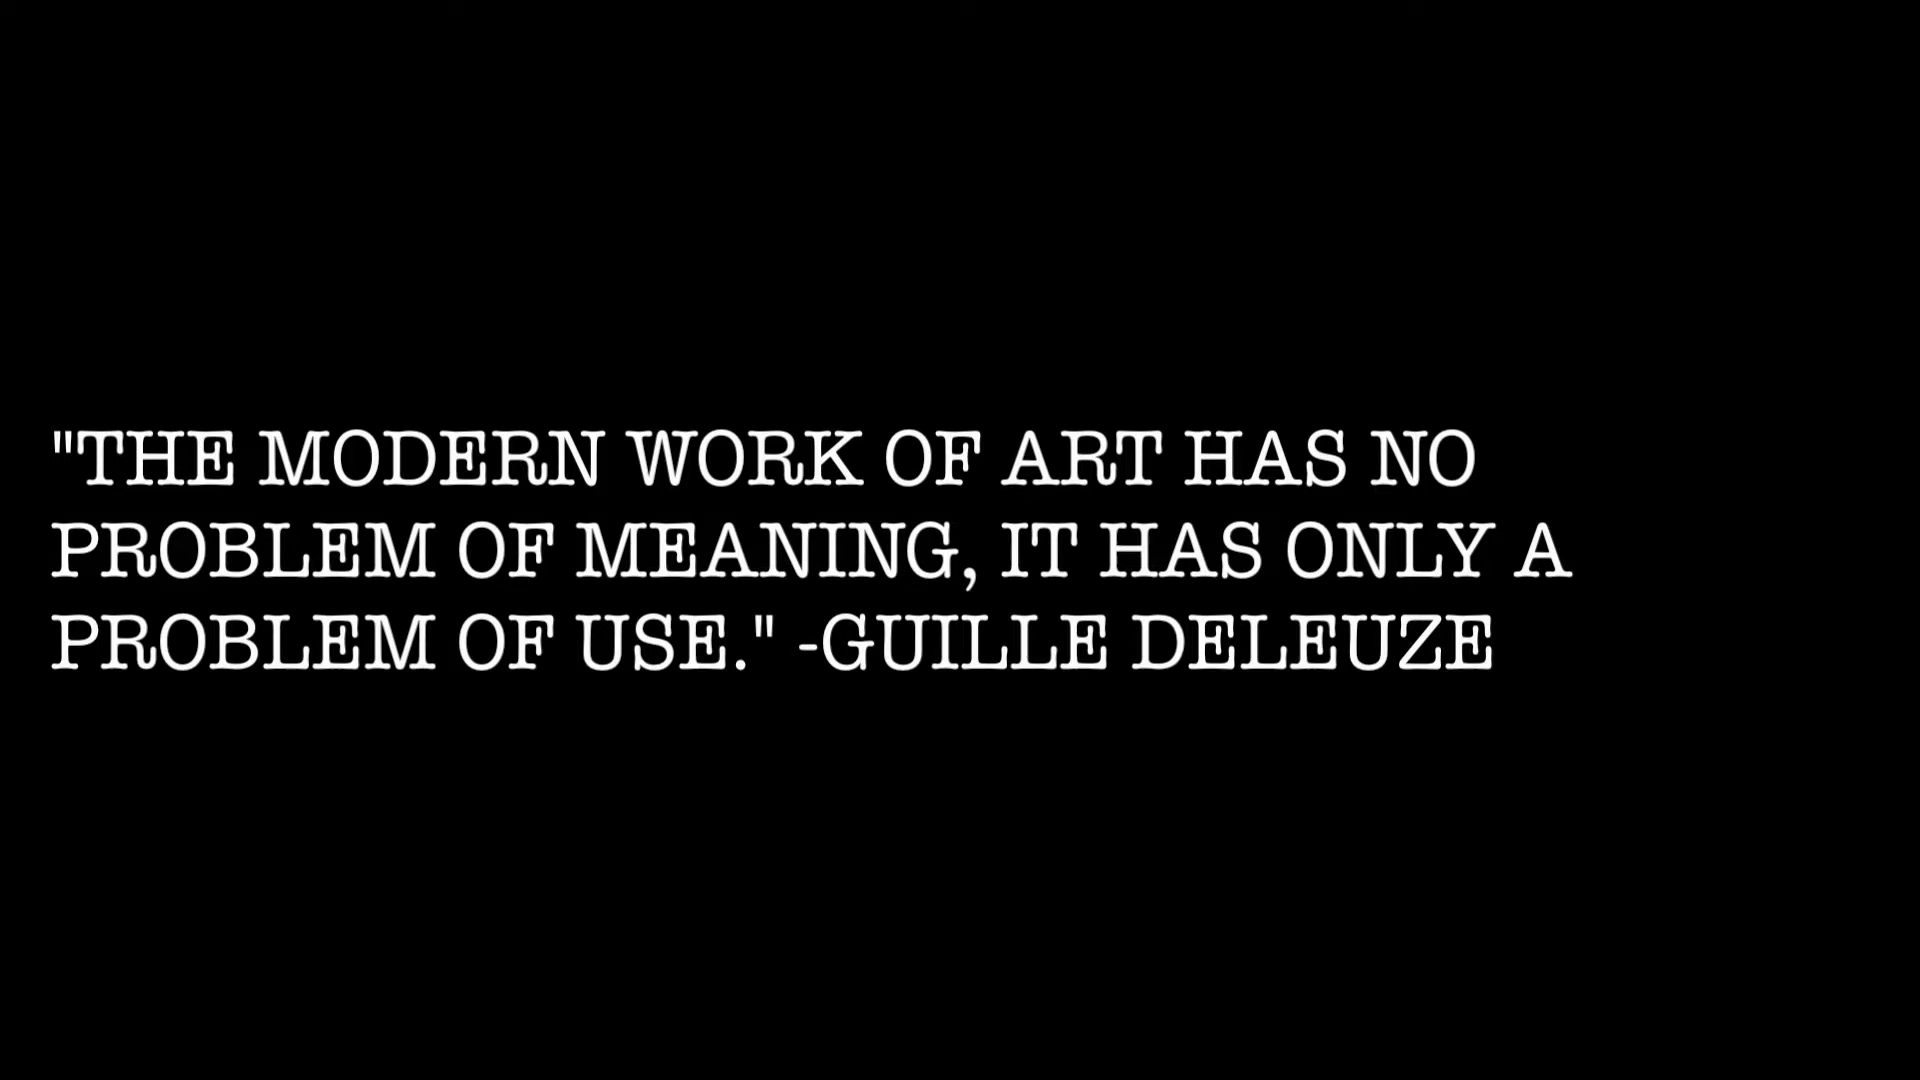 "THE MODERN WORK OF ART HAS NO
PROBLEM OF MEANING, IT HAS ONLY A
PROBLEM OF USE." -GUILLE DELEUZE